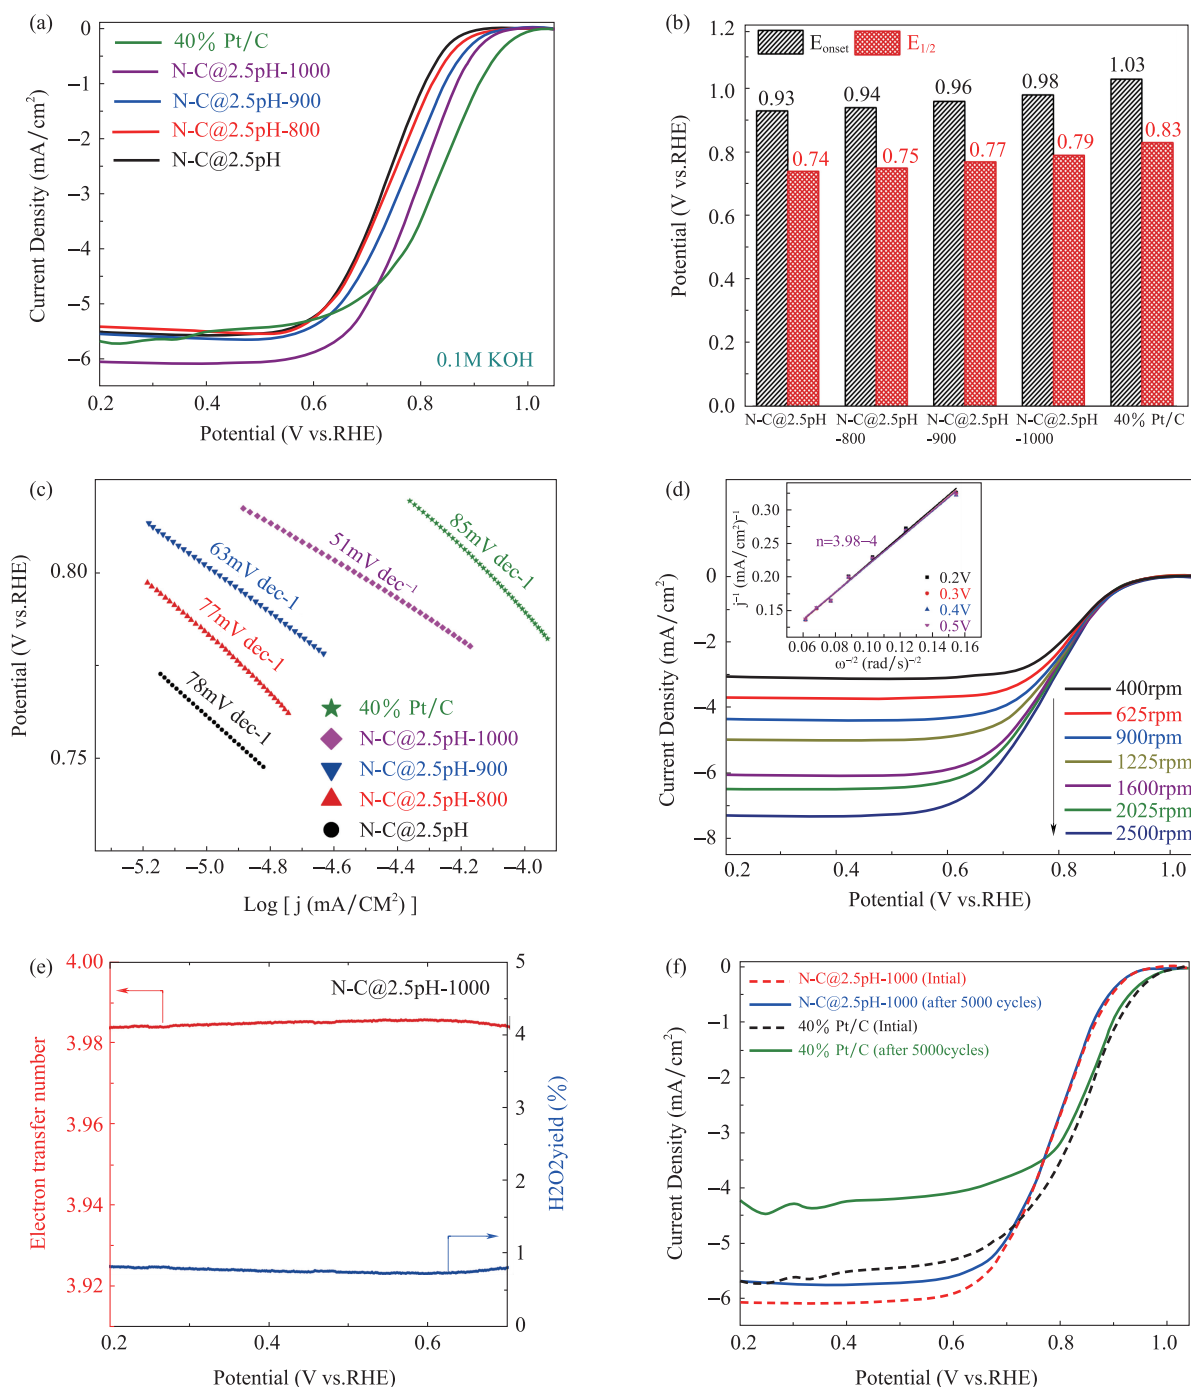 (a)
40% Pt/C
N-C@2.5pH-1000
N-C@2.5pH-900
N-C@2.5pH-800
N-C@2.5pH
0.1M KOH
0
−1
−2
−3
−4
−5
−6
Current Density (mA/cm²)
0.2 0.4 0.6 0.8 1.0
Potential (V vs.RHE)
(b)
E_onset E_1/2
1.2
1.0
0.8
0.6
0.4
0.2
0.0
Potential (V vs.RHE)
0.93 0.94 0.96 0.98 1.03
0.74 0.75 0.77 0.79 0.83
N-C@2.5pH N-C@2.5pH N-C@2.5pH N-C@2.5pH 40% Pt/C
-800 -900 -1000
(c)
0.80
0.75
Potential (V vs.RHE)
85mV dec-1
51mV dec⁻¹
63mV dec-1
77mV dec-1
78mV dec-1
40% Pt/C
N-C@2.5pH-1000
N-C@2.5pH-900
N-C@2.5pH-800
N-C@2.5pH
−5.2 −5.0 −4.8 −4.6 −4.4 −4.2 −4.0
Log [ j (mA/CM²) ]
(d)
0.30
0.25
0.20
0.15
j⁻¹ (mA/cm²)⁻¹
n=3.98−4
0.2V
0.3V
0.4V
0.5V
0.06 0.08 0.10 0.12 0.14 0.16
ω⁻² (rad/s)⁻²
0
−2
−4
−6
−8
Current Density (mA/cm²)
400rpm
625rpm
900rpm
1225rpm
1600rpm
2025rpm
2500rpm
0.2 0.4 0.6 0.8 1.0
Potential (V vs.RHE)
(e)
N-C@2.5pH-1000
4.00
3.98
3.96
3.94
3.92
Electron transfer number
5
4
3
2
1
0
H2O2yield (%)
0.2 0.4 0.6
Potential (V vs.RHE)
(f)
N-C@2.5pH-1000 (Intial)
N-C@2.5pH-1000 (after 5000 cycles)
40% Pt/C (Intial)
40% Pt/C (after 5000cycles)
0
−1
−2
−3
−4
−5
−6
Current Density (mA/cm²)
0.2 0.4 0.6 0.8 1.0
Potential (V vs.RHE)